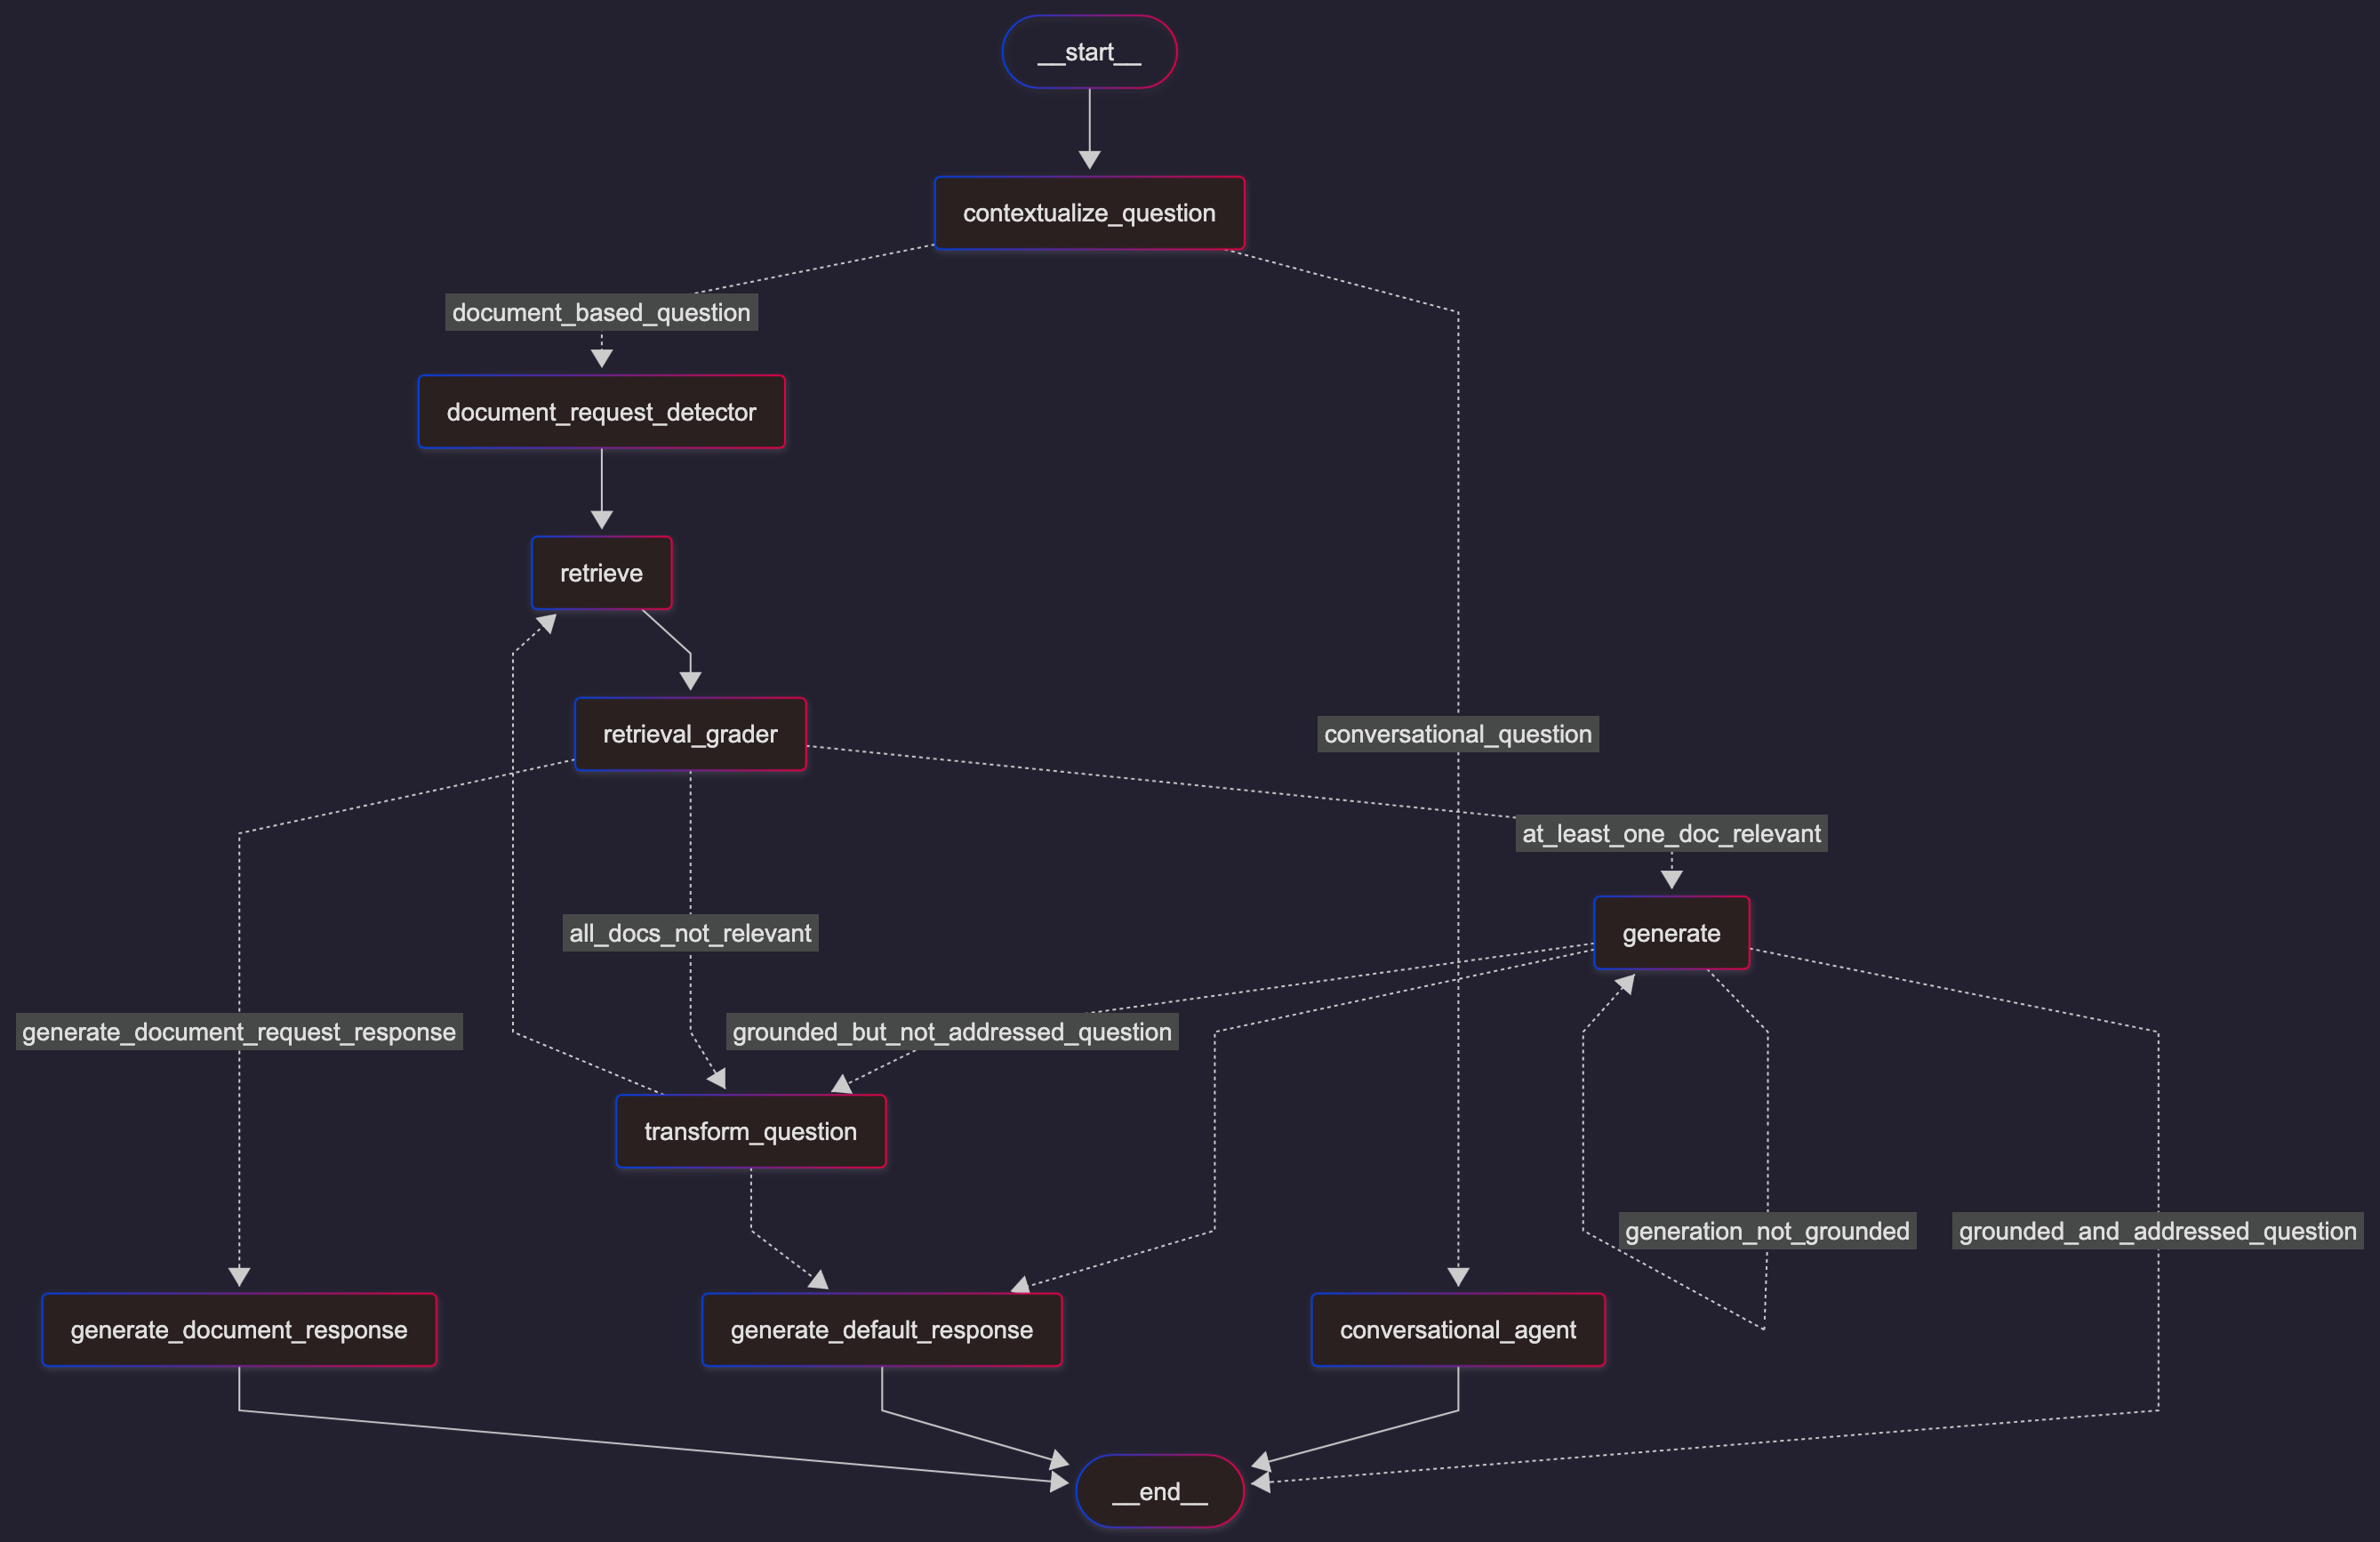 __start__
contextualize_question
document_based_question
document_request_detector
retrieve
retrieval_grader
conversational_question
at_least_one_doc_relevant
all_docs_not_relevant
generate
generate_document_request_response
grounded_but_not_addressed_question
transform_question
generation_not_grounded
grounded_and_addressed_question
generate_document_response
generate_default_response
conversational_agent
__end__